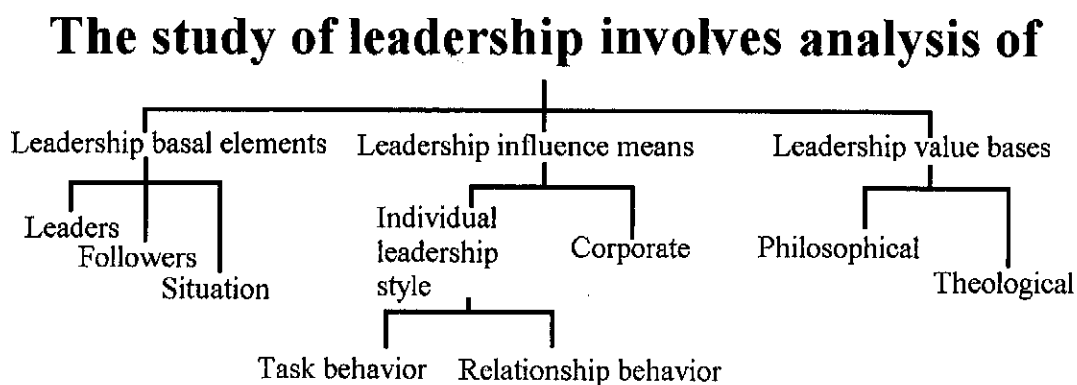 The study of leadership involves analysis of
Leadership basal elements
Leadership influence means
Leadership value bases
Leaders
Followers
Situation
Individual
leadership
style
Corporate
Philosophical
Theological
Task behavior
Relationship behavior